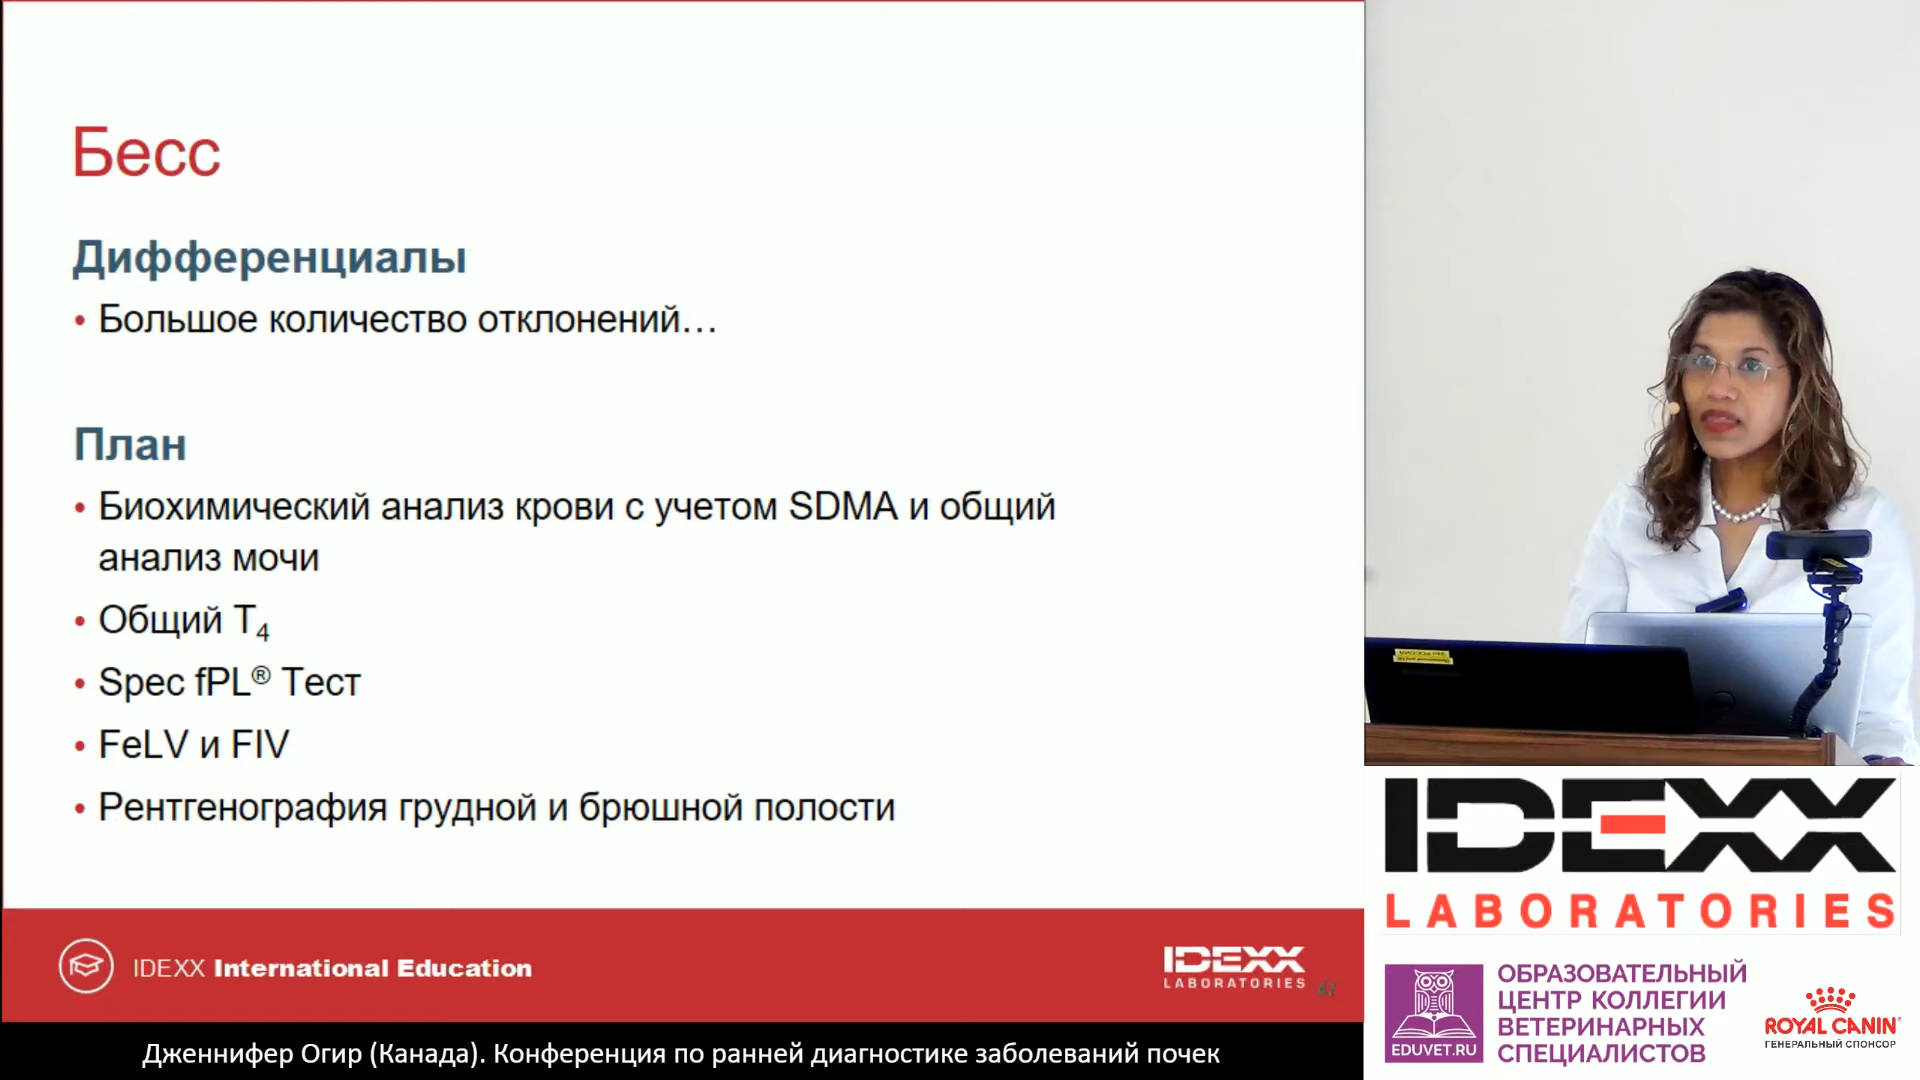 Бесс
Дифференциалы
• Большое количество отклонений…
План
• Биохимический анализ крови с учетом SDMA и общий
анализ мочи
• Общий T4
• Spec fPL® Тест
• FeLV и FIV
• Рентгенография грудной и брюшной полости
IDEXX International Education
IDEXX
LABORATORIES
47
Дженнифер Огир (Канада). Конференция по ранней диагностике заболеваний почек
IDEXX
LABORATORIES
EDUVET.RU
ОБРАЗОВАТЕЛЬНЫЙ
ЦЕНТР КОЛЛЕГИИ
ВЕТЕРИНАРНЫХ
СПЕЦИАЛИСТОВ
ROYAL CANIN
ГЕНЕРАЛЬНЫЙ СПОНСОР